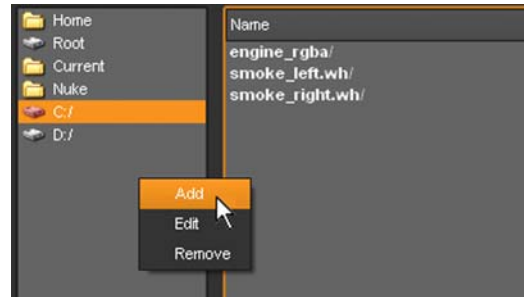 Home
Root
Current
Nuke
C:/
D:/
Name
engine_rgba/
smoke_left.wh/
smoke_right.wh/
Add
Edit
Remove